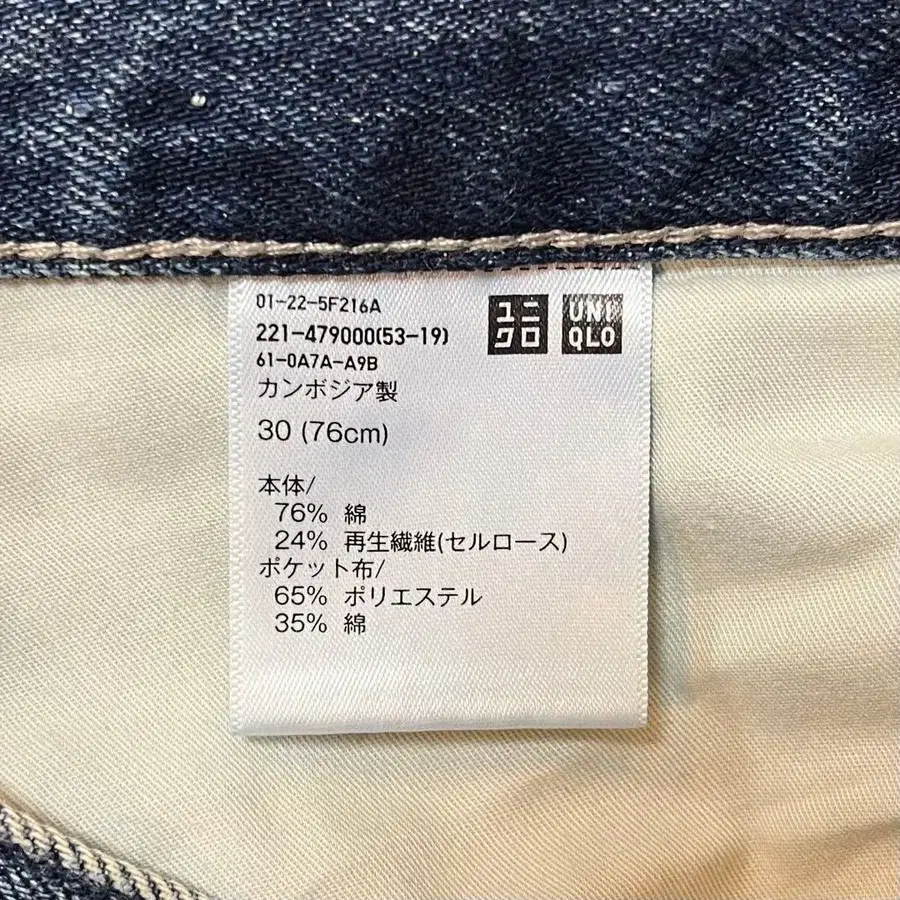 01-22-5F216A
221-479000(53-19)
61-0A7A-A9B
カンボジア製
30 (76cm)
ユニ
クロ
UNI
QLO
本体/
76% 綿
24% 再生繊維(セルロース)
ポケット布/
65% ポリエステル
35% 綿